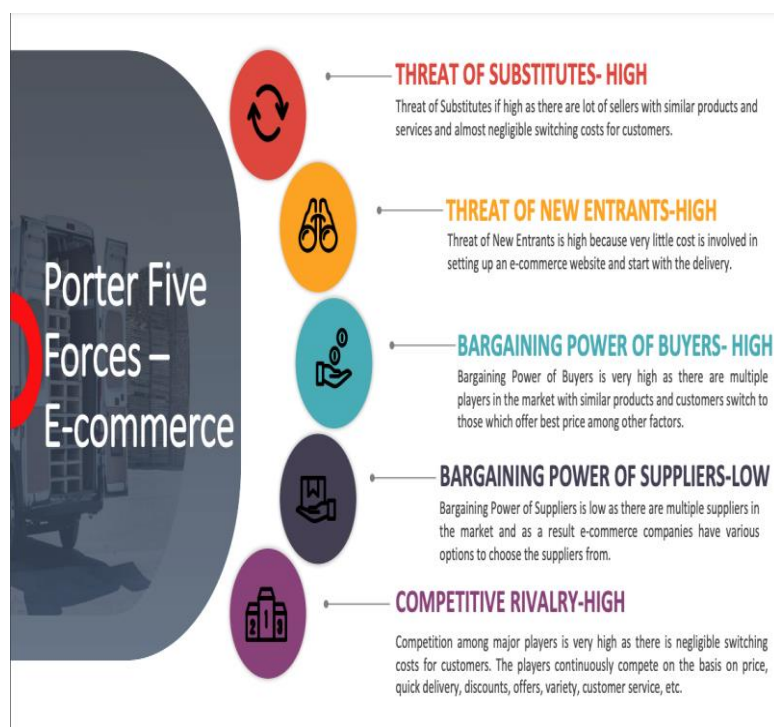 Porter Five
Forces –
E-commerce
THREAT OF SUBSTITUTES- HIGH
Threat of Substitutes if high as there are lot of sellers with similar products and
services and almost negligible switching costs for customers.
THREAT OF NEW ENTRANTS-HIGH
Threat of New Entrants is high because very little cost is involved in
setting up an e-commerce website and start with the delivery.
BARGAINING POWER OF BUYERS- HIGH
Bargaining Power of Buyers is very high as there are multiple
players in the market with similar products and customers switch to
those which offer best price among other factors.
BARGAINING POWER OF SUPPLIERS-LOW
Bargaining Power of Suppliers is low as there are multiple suppliers in
the market and as a result e-commerce companies have various
options to choose the suppliers from.
2 1 3
COMPETITIVE RIVALRY-HIGH
Competition among major players is very high as there is negligible switching
costs for customers. The players continuously compete on the basis on price,
quick delivery, discounts, offers, variety, customer service, etc.